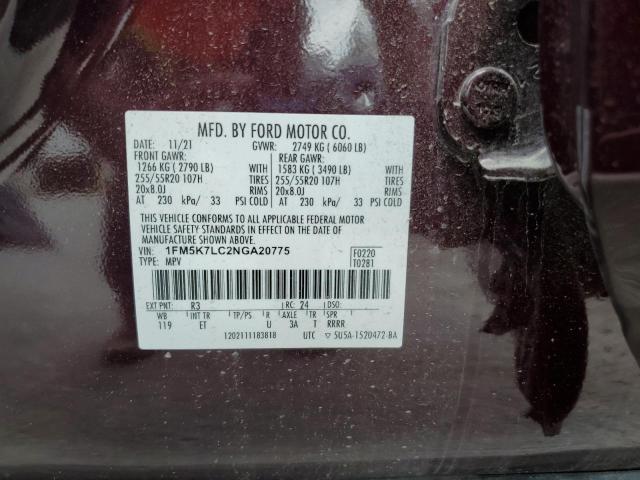 MFD. BY FORD MOTOR CO.
DATE: 11/21 GVWR: 2749 KG ( 6060 LB)
FRONT GAWR: REAR GAWR:
1266 KG ( 2790 LB) WITH 1583 KG ( 3490 LB) WITH
255/55R20 107H TIRES 255/55R20 107H TIRES
20x8.0J RIMS 20x8.0J RIMS
AT 230 kPa/ 33 PSI COLD AT 230 kPa/ 33 PSI COLD
THIS VEHICLE CONFORMS TO ALL APPLICABLE FEDERAL MOTOR
VEHICLE SAFETY STANDARDS IN EFFECT ON THE DATE OF
MANUFACTURE SHOWN ABOVE.
VIN: 1FM5K7LC2NGA20775 F0220
TYPE: MPV T0281
EXT PNT: R3 RC: 24 DSO:
WB INT TR TP/PS R AXLE TR SPR
119 ET U 3A T RRRR
1202111183818 UTC ▽ 5U5A-1520472-BA